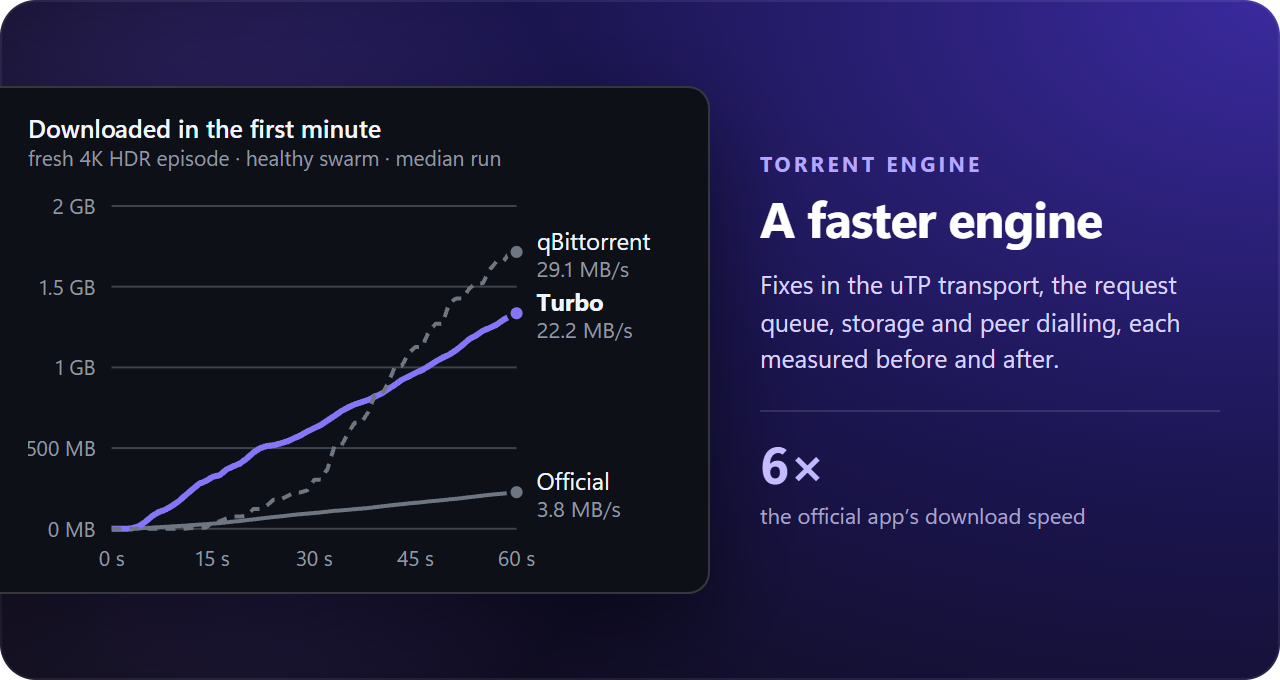 Downloaded in the first minute
fresh 4K HDR episode · healthy swarm · median run
2 GB
1.5 GB
1 GB
500 MB
0 MB
0 s
15 s
30 s
45 s
60 s
qBittorrent
29.1 MB/s
Turbo
22.2 MB/s
Official
3.8 MB/s
TORRENT ENGINE
A faster engine
Fixes in the uTP transport, the request
queue, storage and peer dialling, each
measured before and after.
6×
the official app’s download speed